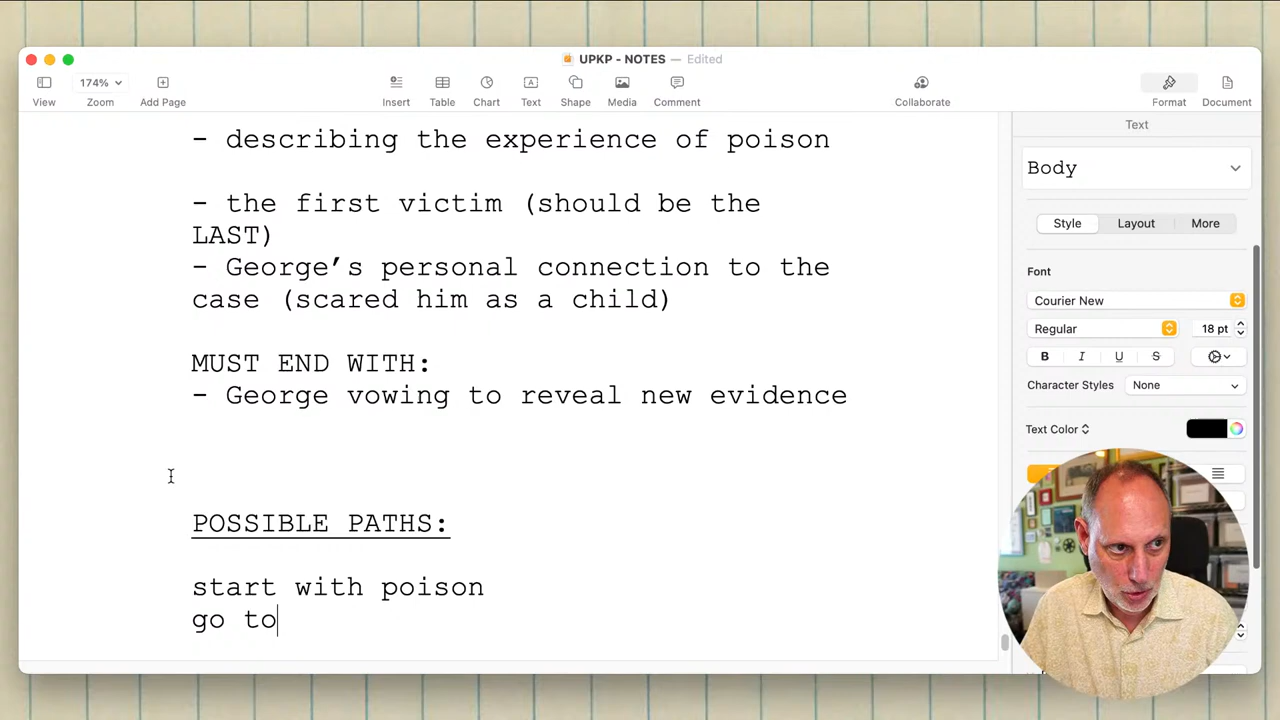 UPKP - NOTES — Edited
174%
View
Zoom
Add Page
Insert
Table
Chart
Text
Shape
Media
Comment
Collaborate
Format
Document
- describing the experience of poison
- the first victim (should be the
LAST)
- George’s personal connection to the
case (scared him as a child)
MUST END WITH:
- George vowing to reveal new evidence
POSSIBLE PATHS:
start with poison
go to
Text
Body
Style
Layout
More
Font
Courier New
Regular
18 pt
B I U S
Character Styles
None
Text Color